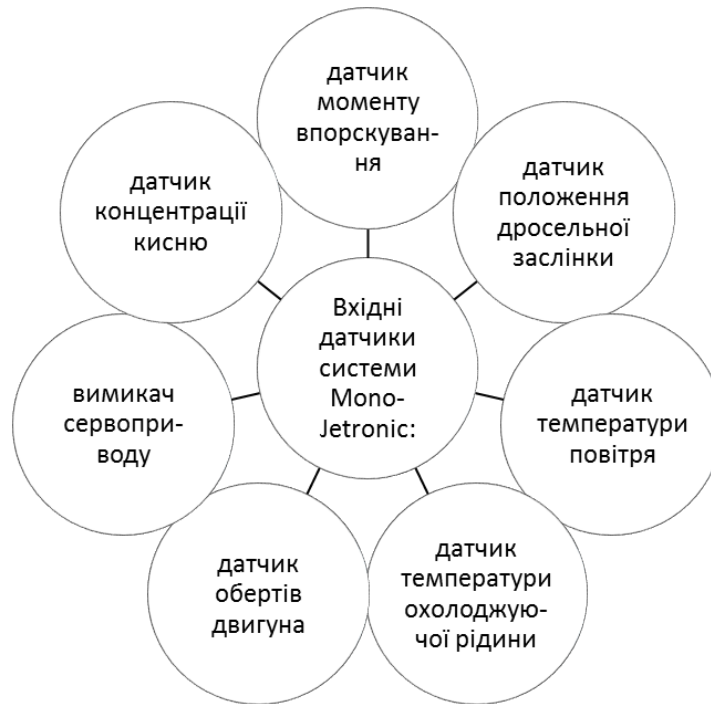 датчик
моменту
впорскуван-
ня
датчик
положення
дросельної
заслінки
датчик
температури
повітря
датчик
температури
охолоджую-
чої рідини
датчик
обертів
двигуна
вимикач
сервопри-
воду
датчик
концентрації
кисню
Вхідні
датчики
системи
Mono-
Jetronic: